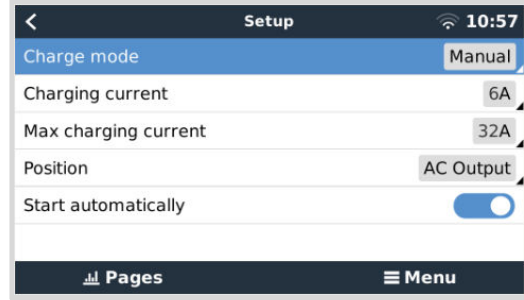 Setup 10:57
Charge mode Manual
Charging current 6A
Max charging current 32A
Position AC Output
Start automatically
Pages Menu